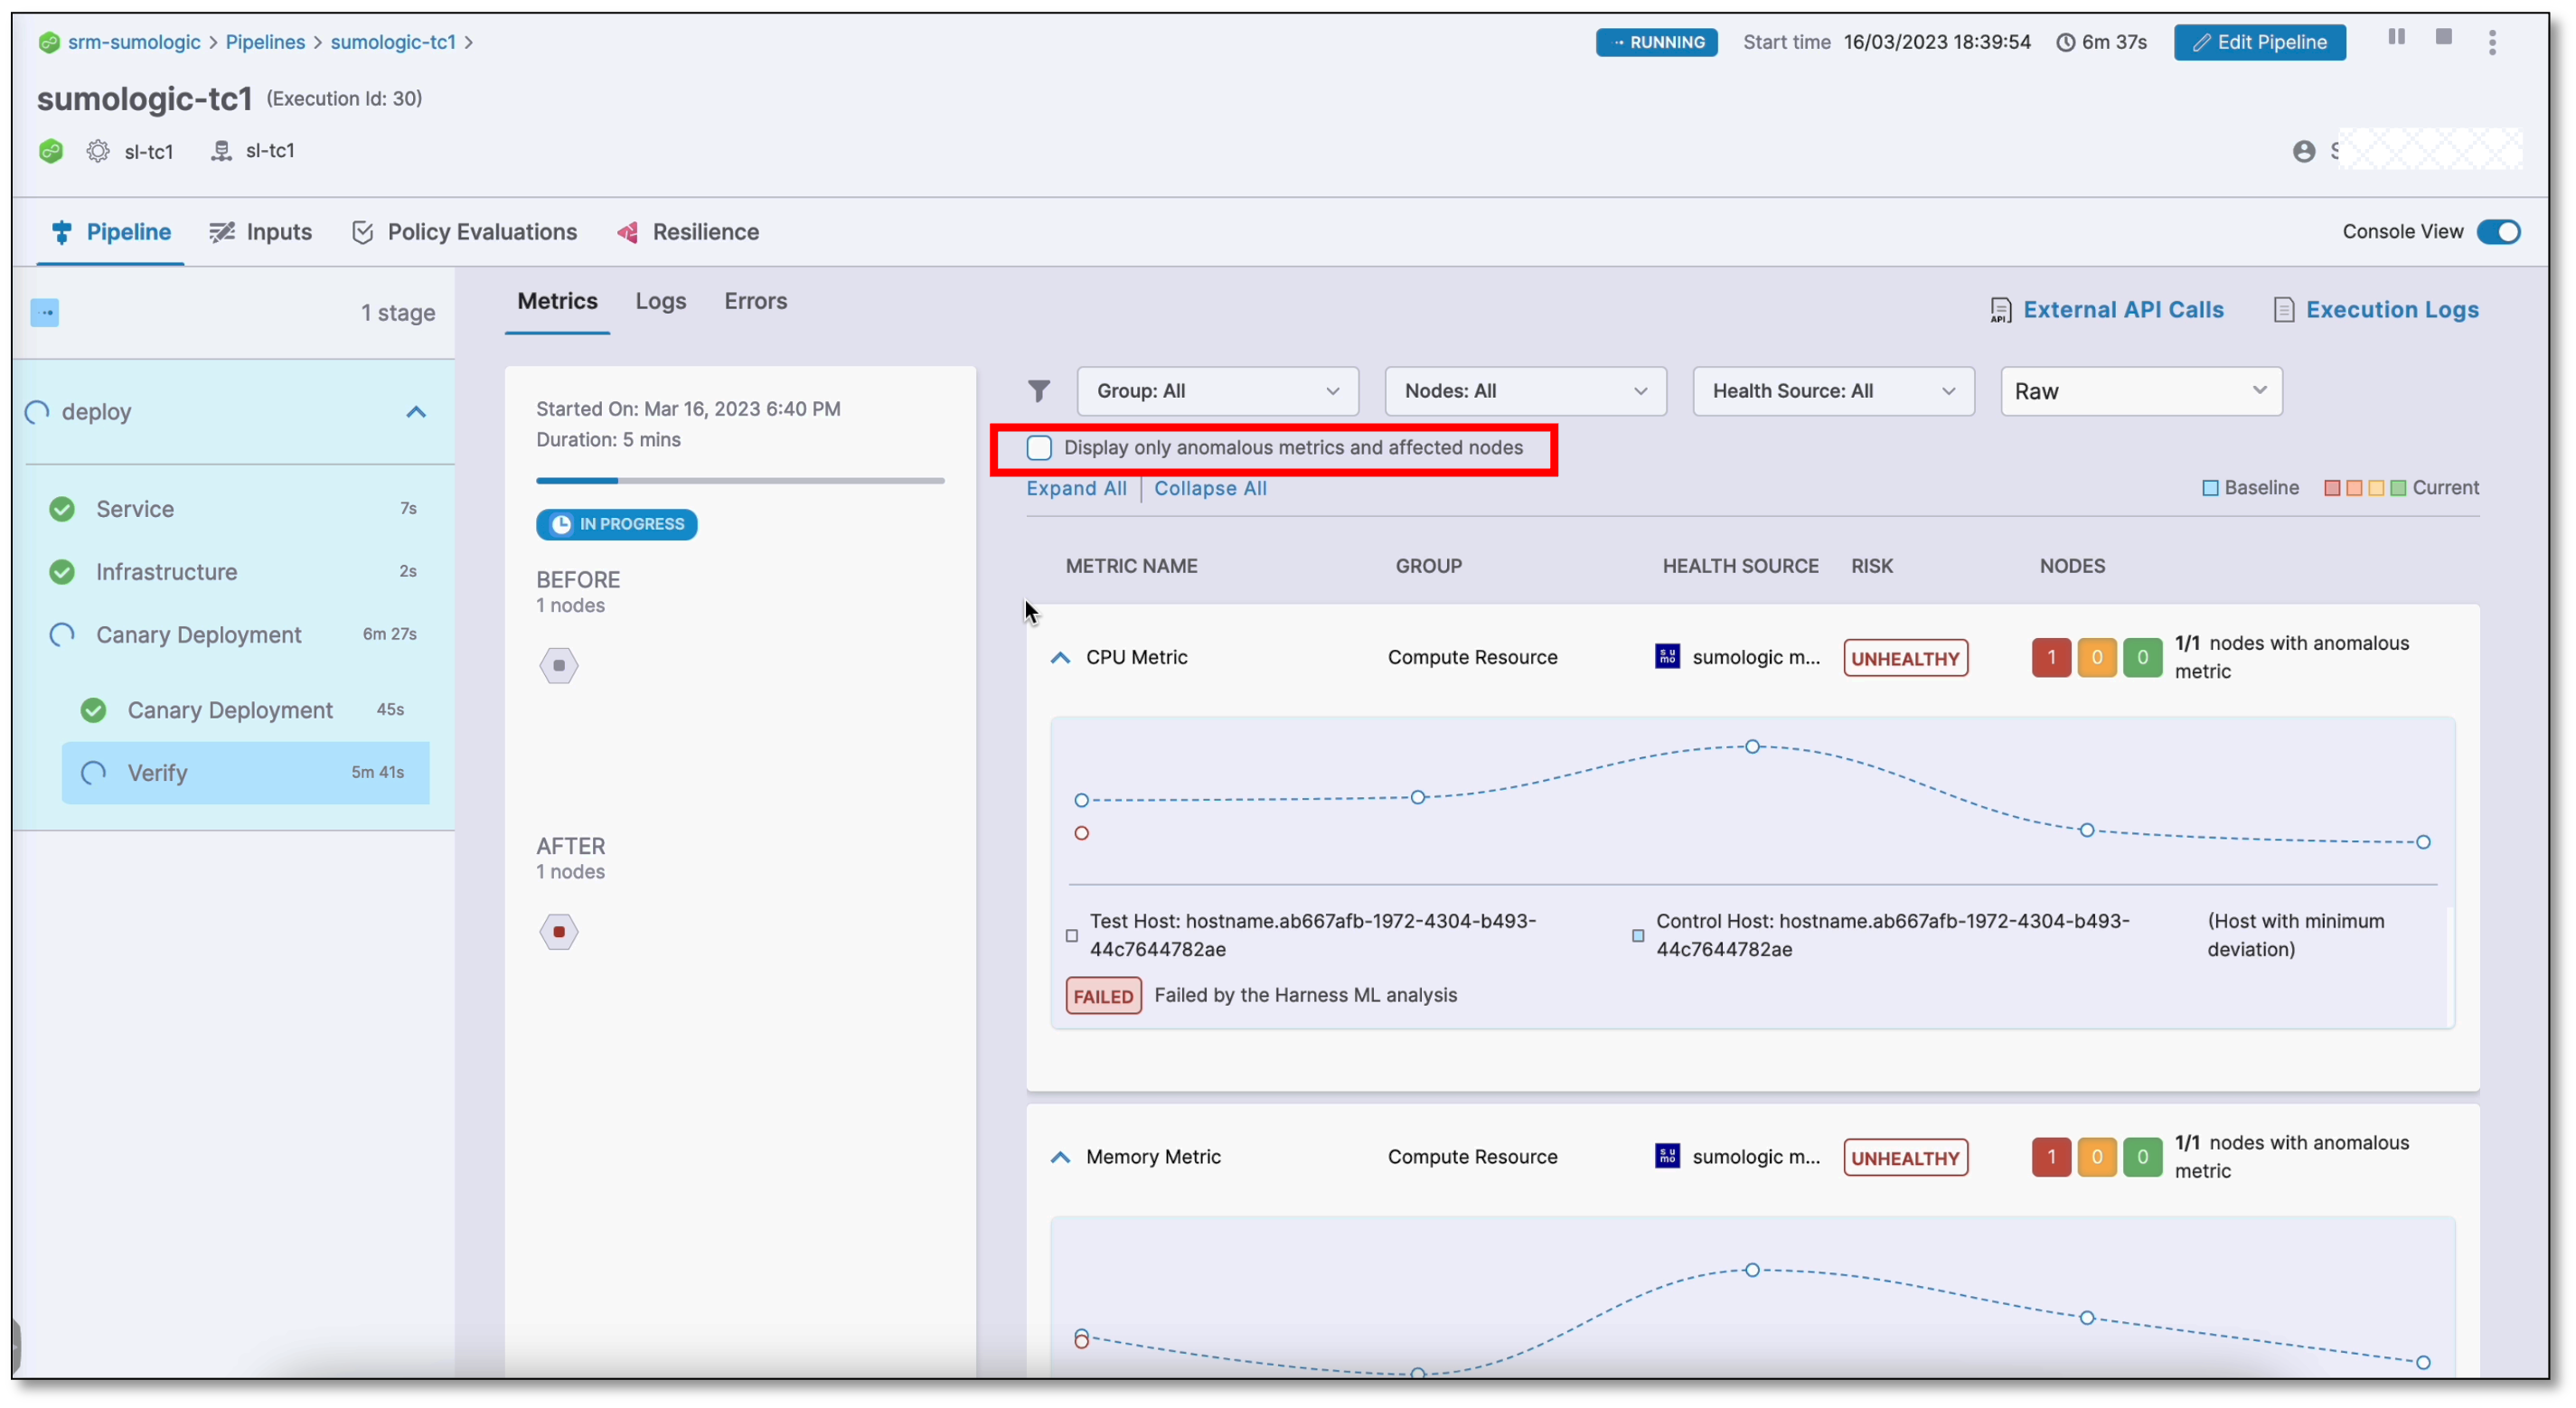 srm-sumologic > Pipelines > sumologic-tc1 >
RUNNING Start time 16/03/2023 18:39:54 6m 37s Edit Pipeline
sumologic-tc1 (Execution Id: 30)
sl-tc1 sl-tc1
Pipeline Inputs Policy Evaluations Resilience
Console View
1 stage
deploy
Service 7s
Infrastructure 2s
Canary Deployment 6m 27s
Canary Deployment 45s
Verify 5m 41s
Metrics Logs Errors
External API Calls Execution Logs
Started On: Mar 16, 2023 6:40 PM
Duration: 5 mins
IN PROGRESS
BEFORE
1 nodes
AFTER
1 nodes
Group: All Nodes: All Health Source: All Raw
Display only anomalous metrics and affected nodes
Expand All | Collapse All
Baseline Current
METRIC NAME GROUP HEALTH SOURCE RISK NODES
CPU Metric Compute Resource sumo sumologic m... UNHEALTHY 1 0 0 1/1 nodes with anomalous
metric
Test Host: hostname.ab667afb-1972-4304-b493-
44c7644782ae
Control Host: hostname.ab667afb-1972-4304-b493-
44c7644782ae
(Host with minimum
deviation)
FAILED Failed by the Harness ML analysis
Memory Metric Compute Resource sumo sumologic m... UNHEALTHY 1 0 0 1/1 nodes with anomalous
metric